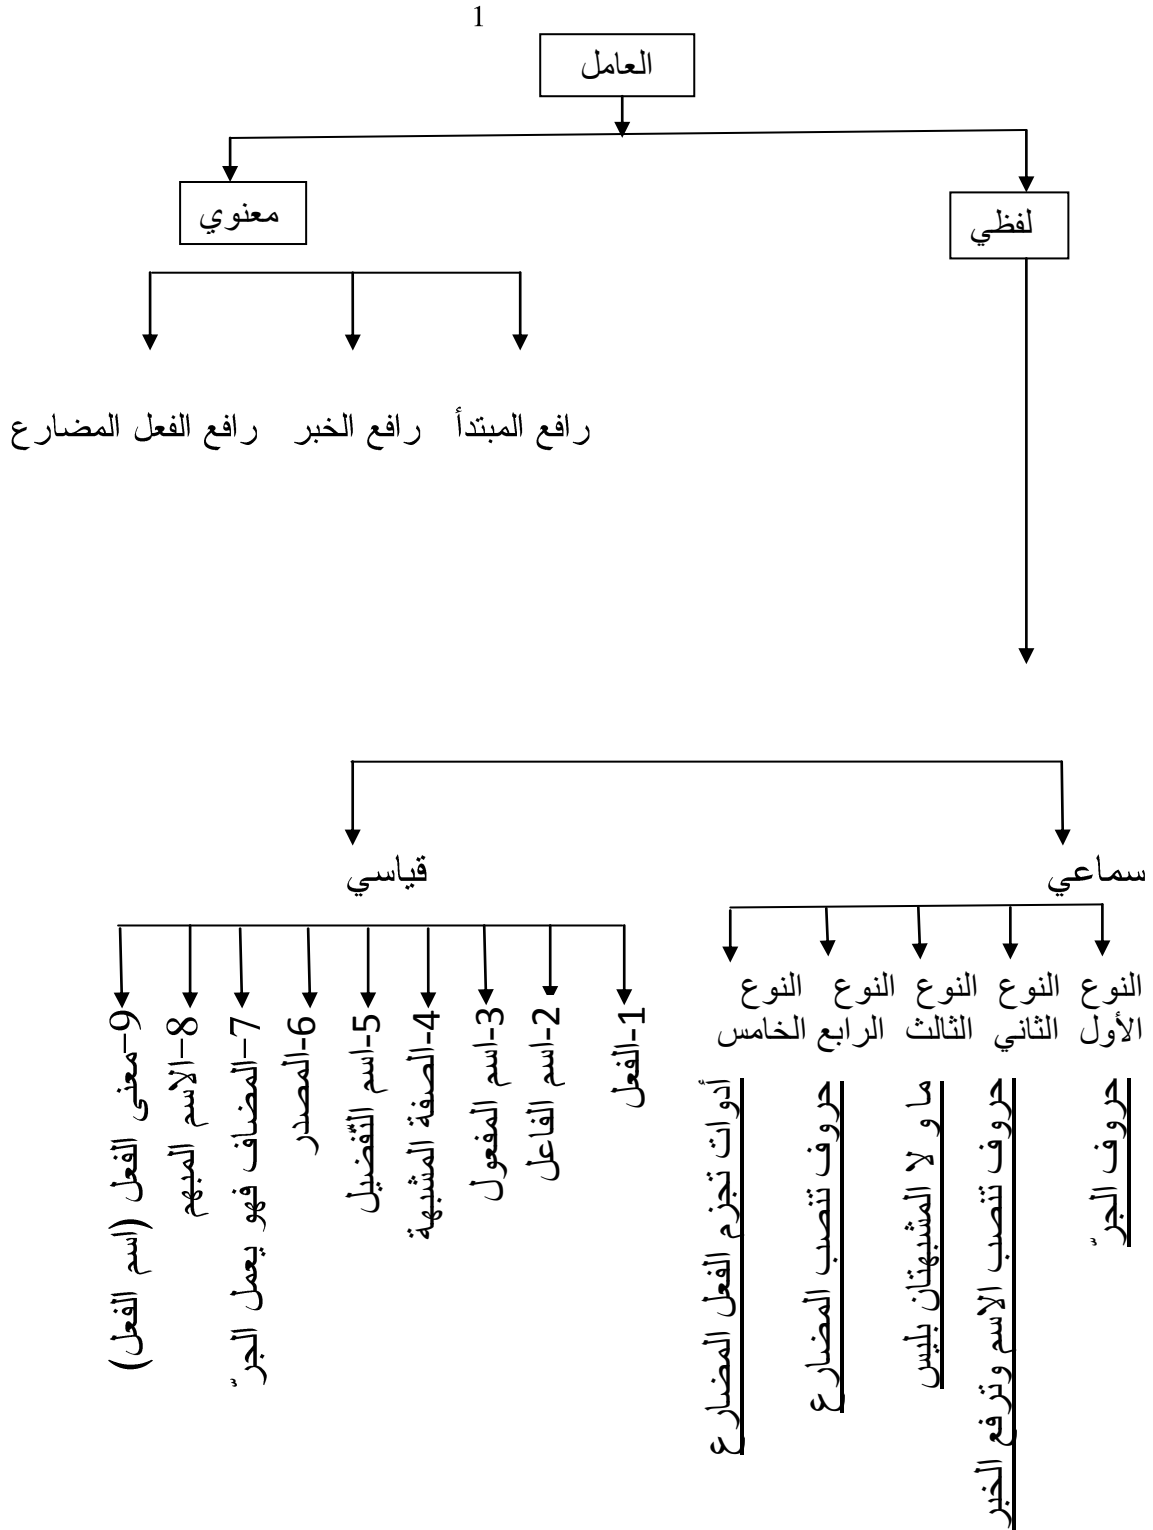 1
العامل
لفظي
معنوي
رافع المبتدأ
رافع الخبر
رافع الفعل المضارع
سماعي
قياسي
النوع الأول
النوع الثاني
النوع الثالث
النوع الرابع
النوع الخامس
حروف الجرّ
حروف تنصب الاسم وترفع الخبر
ما و لا المشبهتان بليس
حروف تنصب المضارع
أدوات تجزم الفعل المضارع
1-الفعل
2-اسم الفاعل
3-اسم المفعول
4-الصفة المشبهة
5-اسم التّفضيل
6-المصدر
7-المضاف فهو يعمل الجرّ
8-الاسم المبهم
9-معنى الفعل (اسم الفعل)